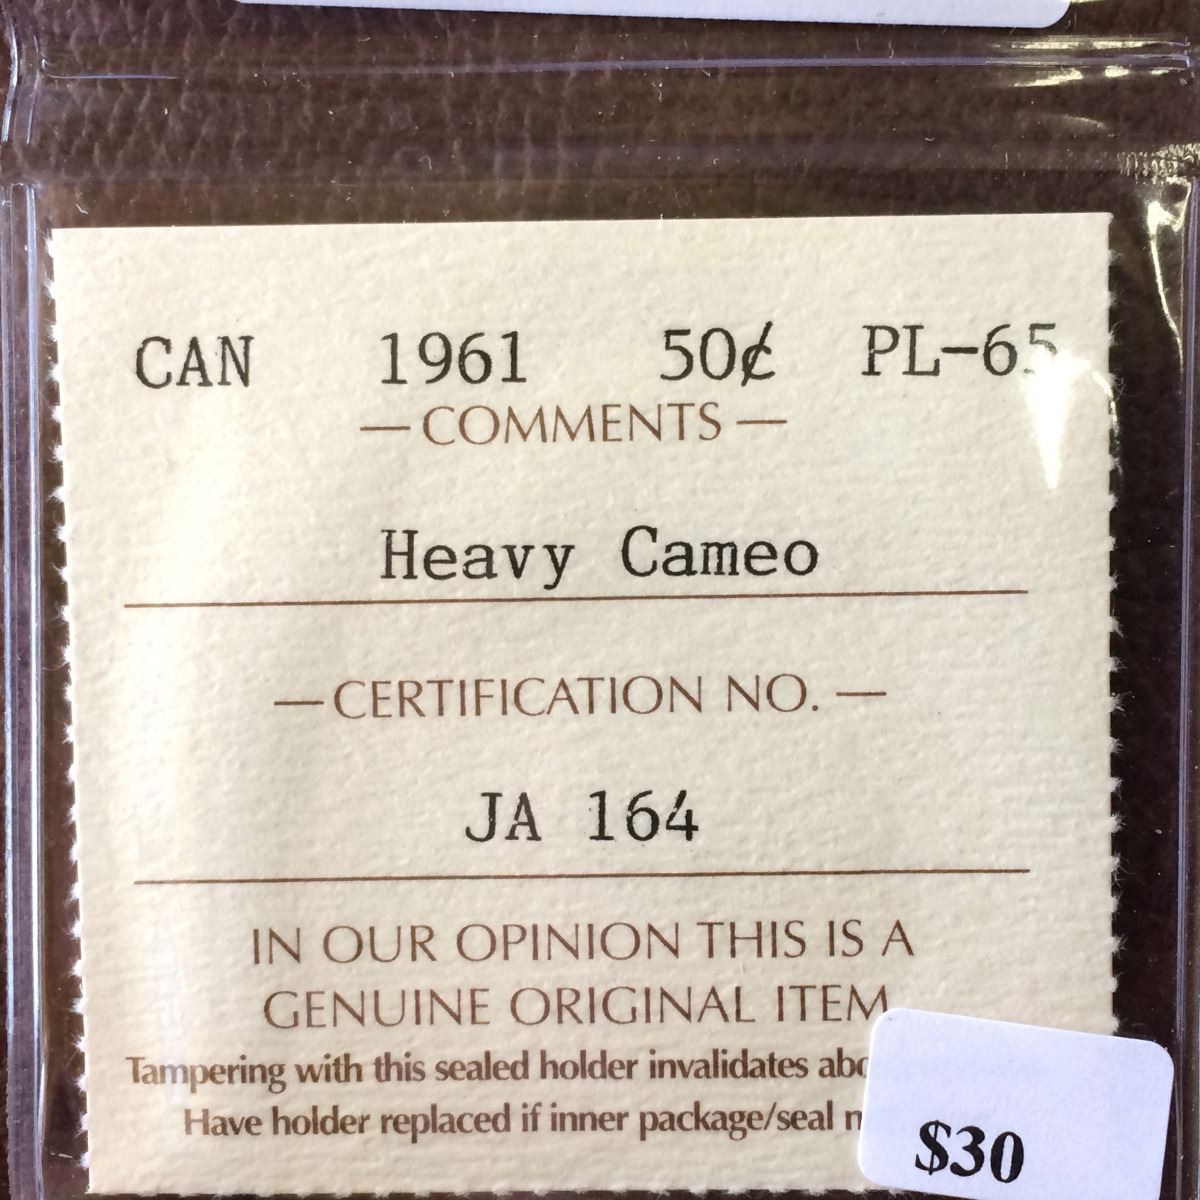 CAN 1961 50¢ PL-65
— COMMENTS —
Heavy Cameo
— CERTIFICATION NO. —
JA 164
IN OUR OPINION THIS IS A
GENUINE ORIGINAL ITEM
Tampering with this sealed holder invalidates
Have holder replaced if inner package/seal
$30